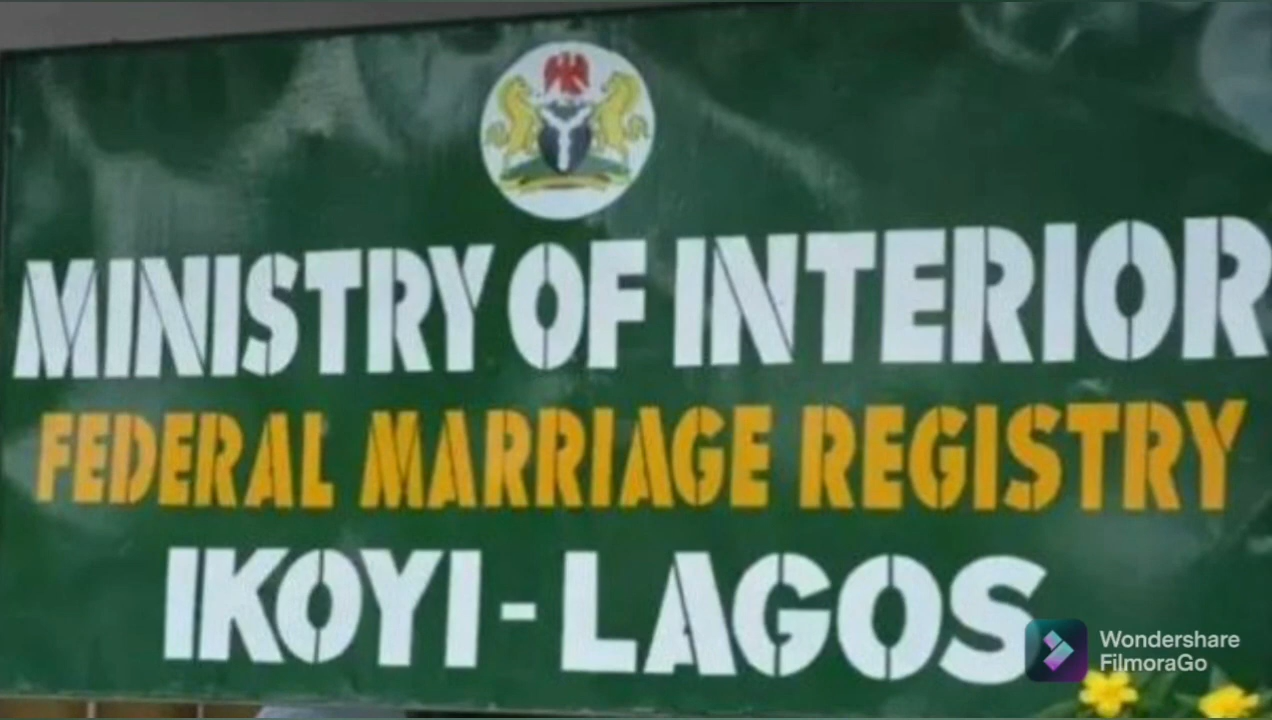 MINISTRY OF INTERIOR
FEDERAL MARRIAGE REGISTRY
IKOYI - LAGOS
Wondershare
FilmoraGo